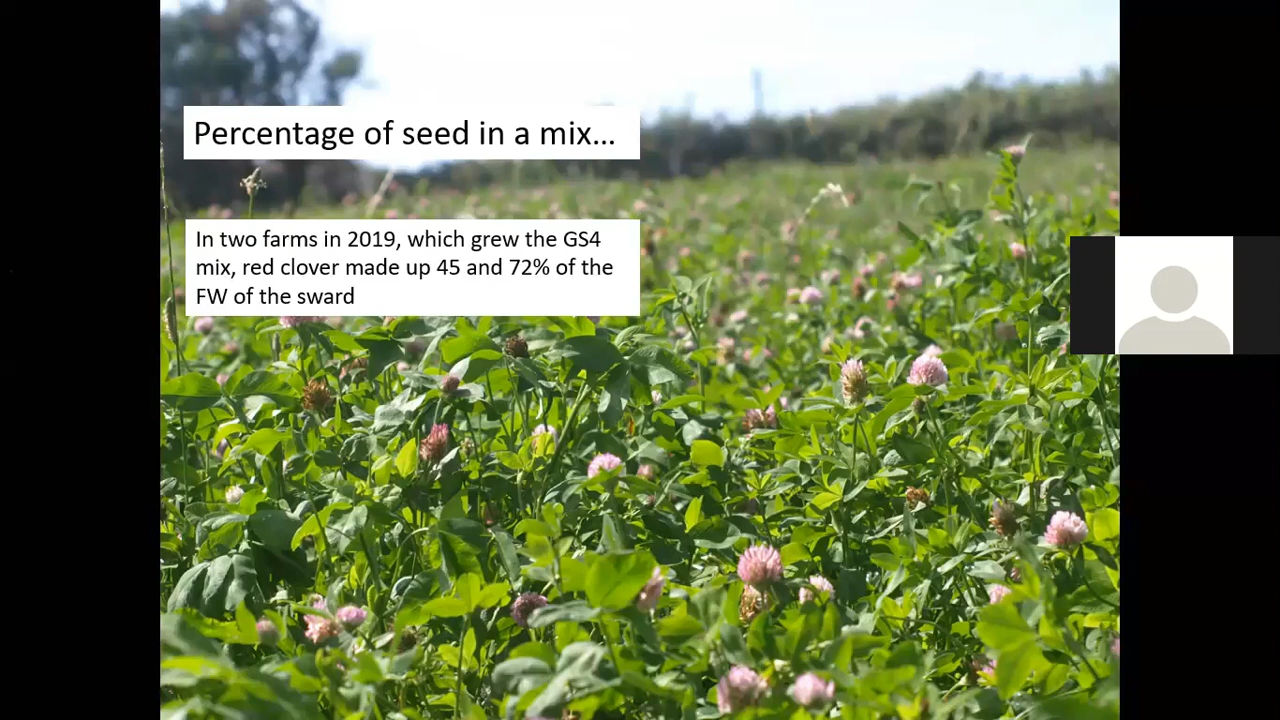 Percentage of seed in a mix...
In two farms in 2019, which grew the GS4
mix, red clover made up 45 and 72% of the
FW of the sward